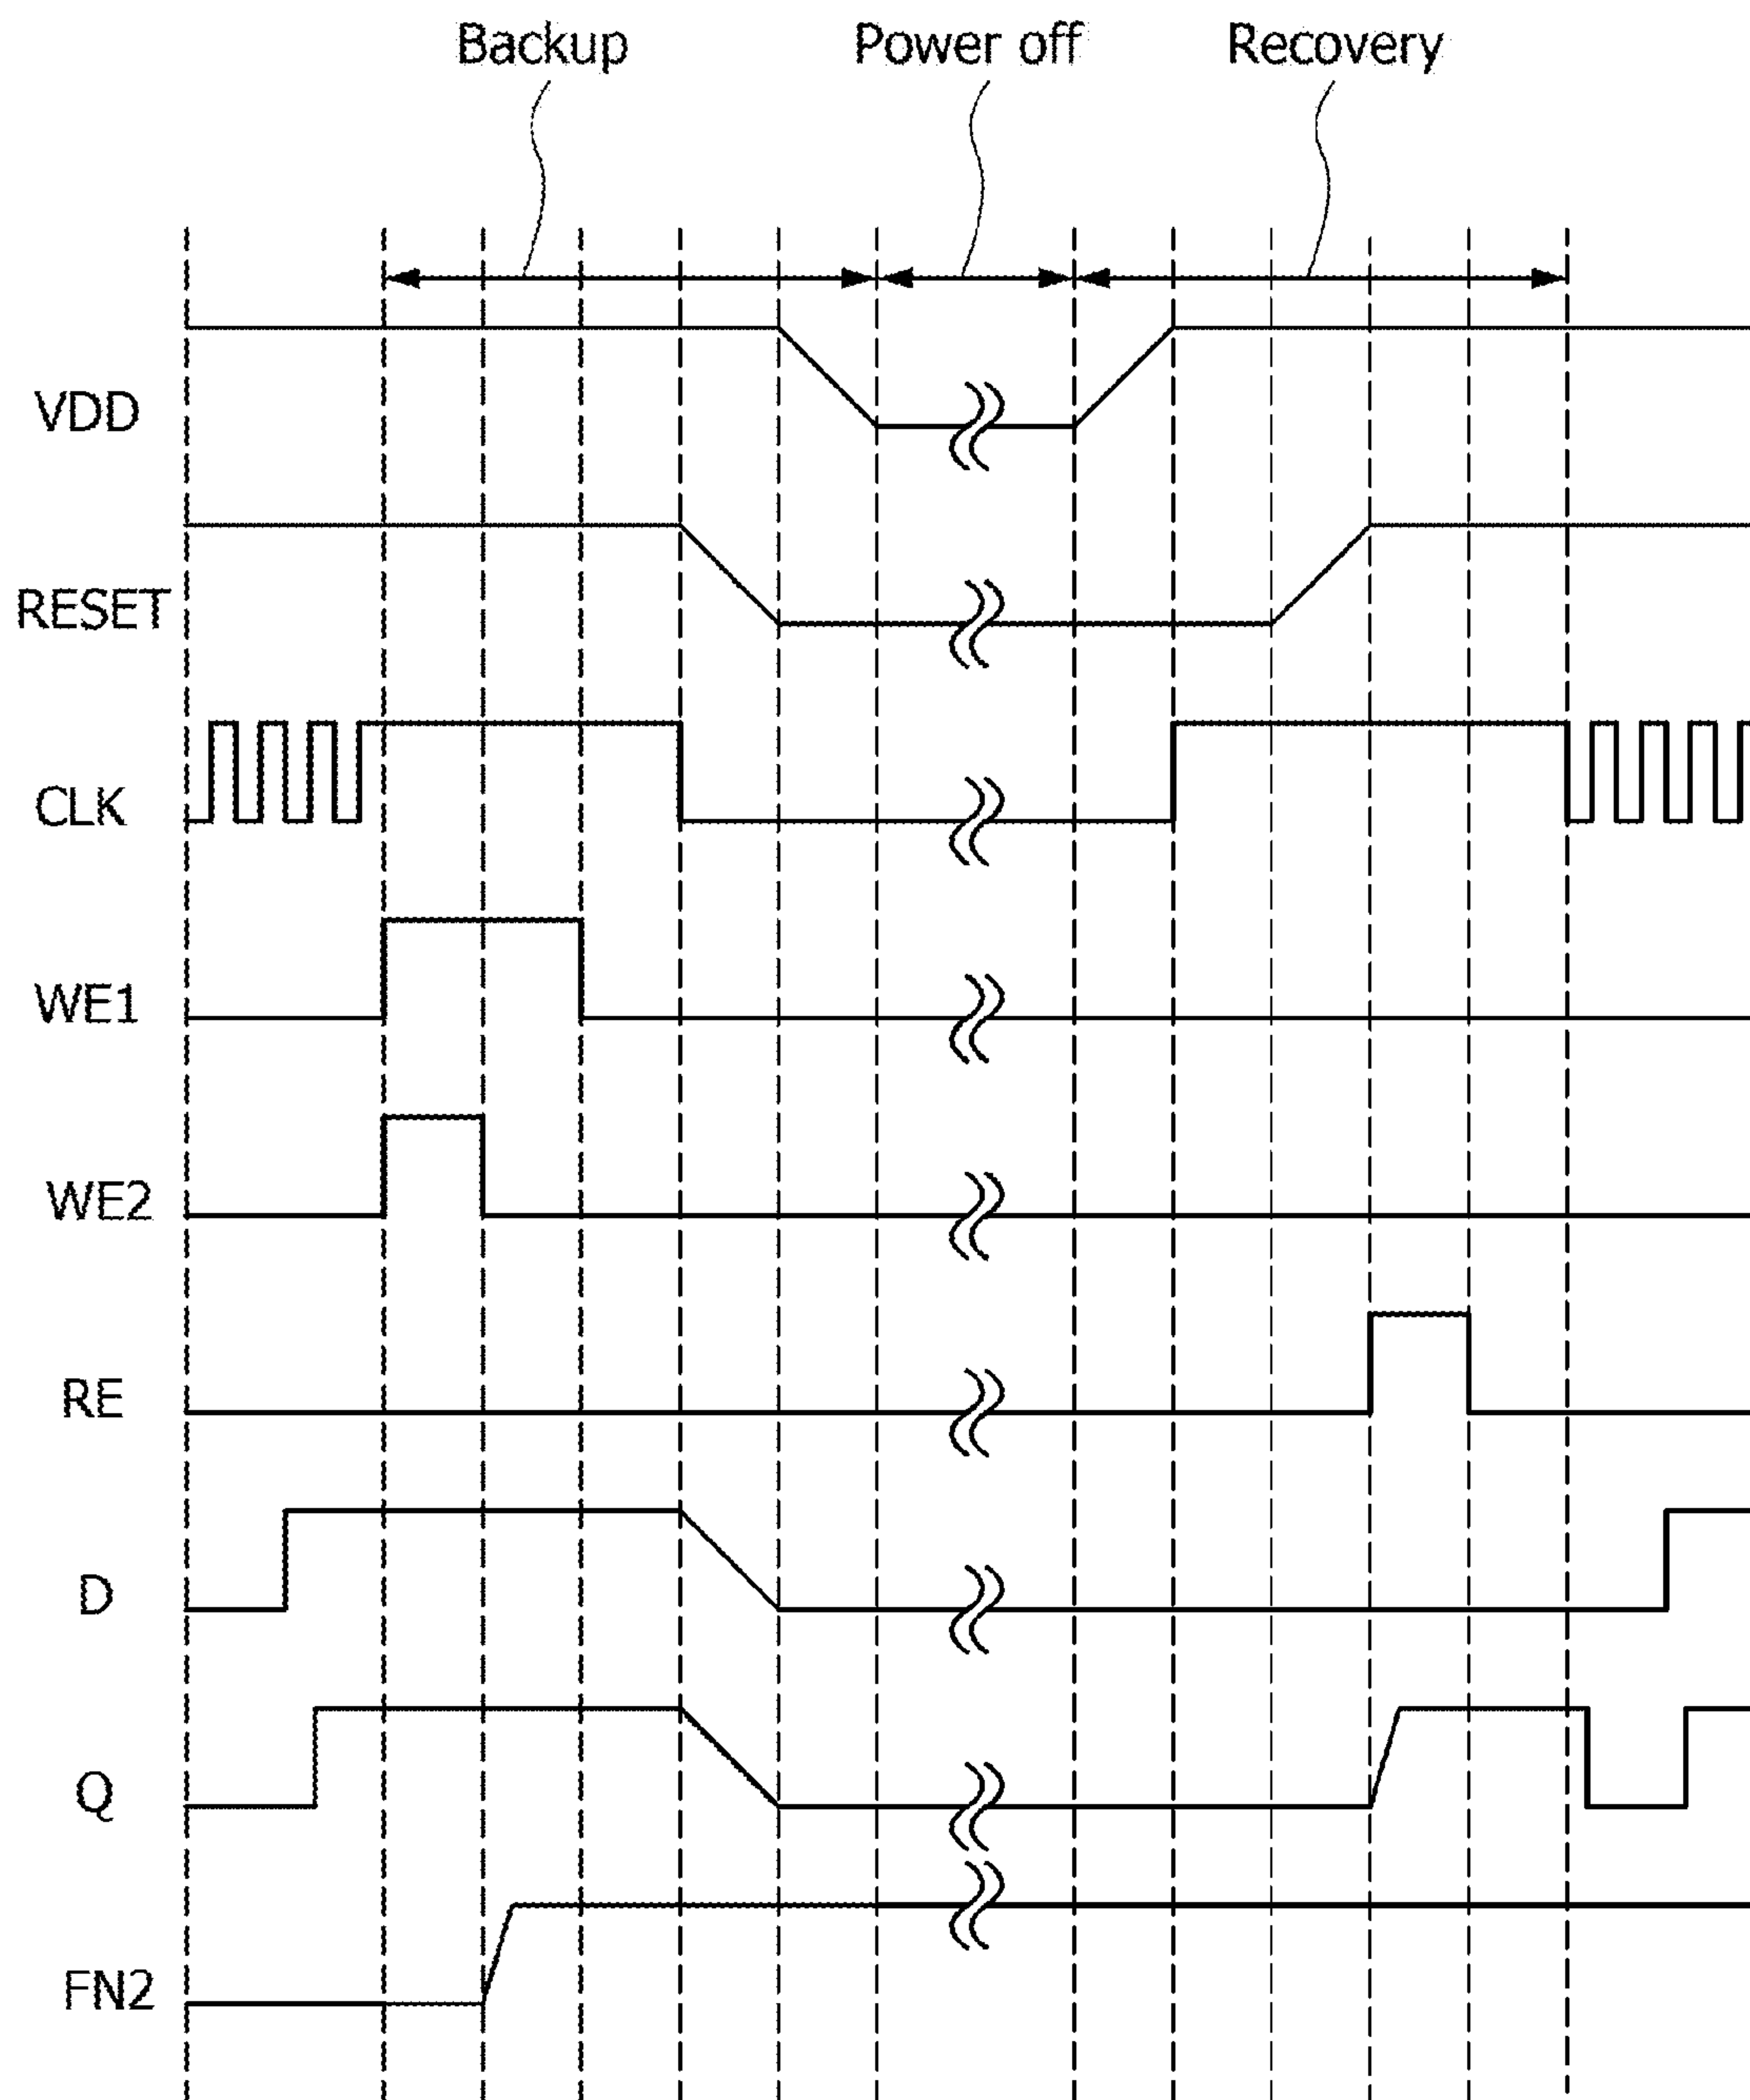 Backup Power off Recovery
VDD
RESET
CLK
WE1
WE2
RE
D
Q
FN2